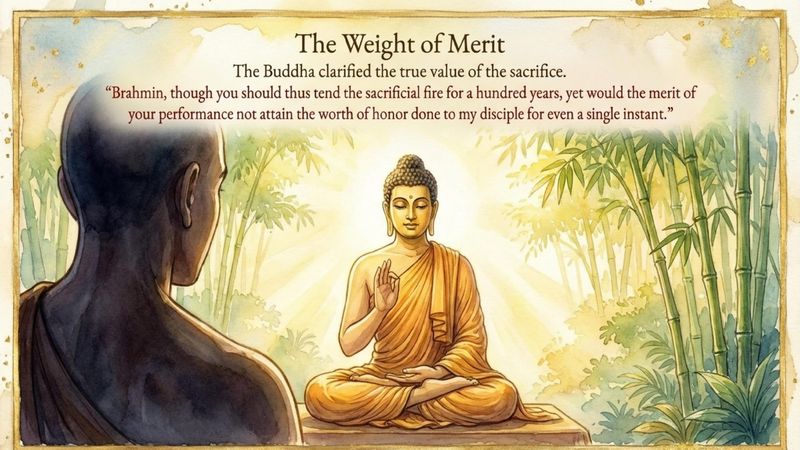 The Weight of Merit
The Buddha clarified the true value of the sacrifice.
“Brahmin, though you should thus tend the sacrificial fire for a hundred years, yet would the merit of
your performance not attain the worth of honor done to my disciple for even a single instant.”